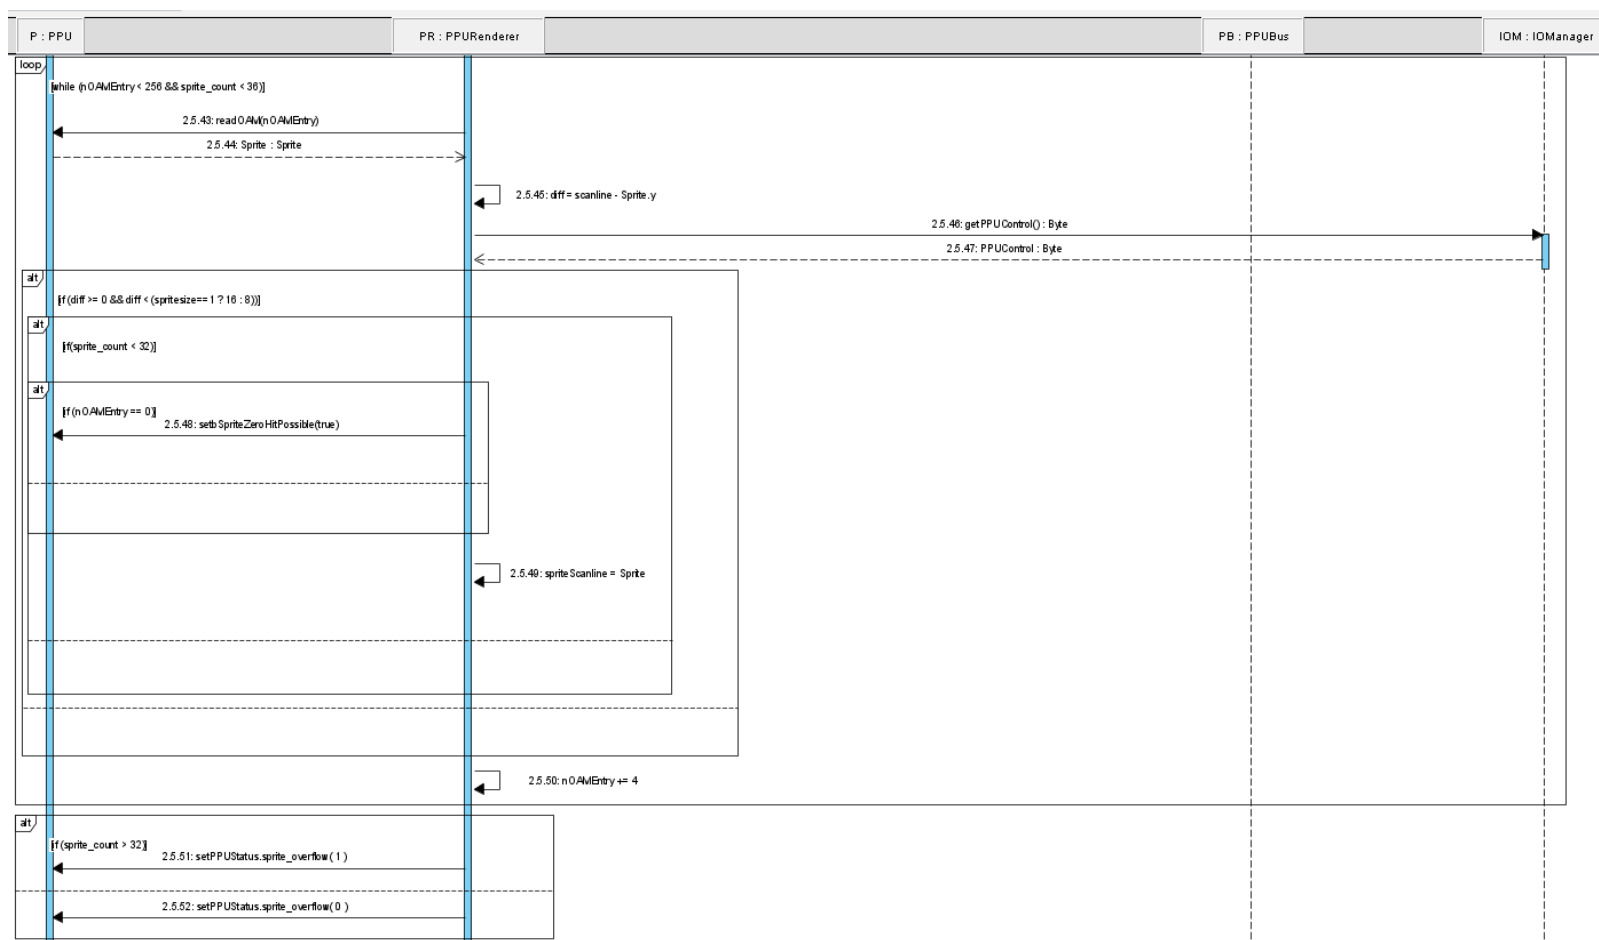 P : PPU
PR : PPURenderer
PB : PPUBus
IOM : IOManager
loop
[while (nOAMEntry < 256 && sprite_count < 36)]
2.5.43: readOAM(nOAMEntry)
2.5.44: Sprite : Sprite
2.5.45: diff = scanline - Sprite.y
2.5.46: getPPUControl() : Byte
2.5.47: PPUControl : Byte
alt
[if (diff >= 0 && diff < (spritesize== 1 ? 16 : 8))]
alt
[if(sprite_count < 32)]
alt
[if (nOAMEntry == 0)]
2.5.48: setbSpriteZeroHitPossible(true)
2.5.49: spriteScanline = Sprite
2.5.50: nOAMEntry += 4
alt
[if (sprite_count > 32)]
2.5.51: setPPUStatus.sprite_overflow( 1 )
2.5.52: setPPUStatus.sprite_overflow( 0 )